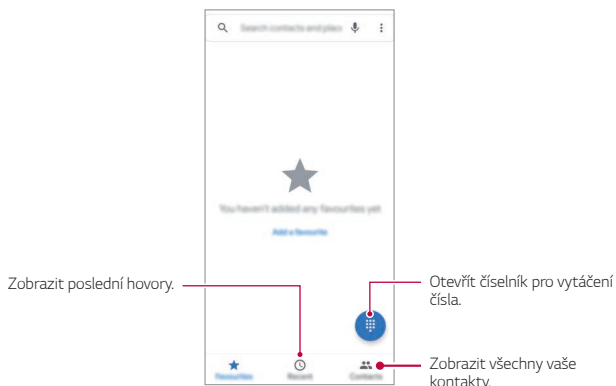 Search contacts and place
You haven't added any favourites yet
Add a favourite
Zobrazit poslední hovory.
Otevřít číselník pro vytáčení
čísla.
Favourites
Recent
Contacts
Zobrazit všechny vaše
kontakty.